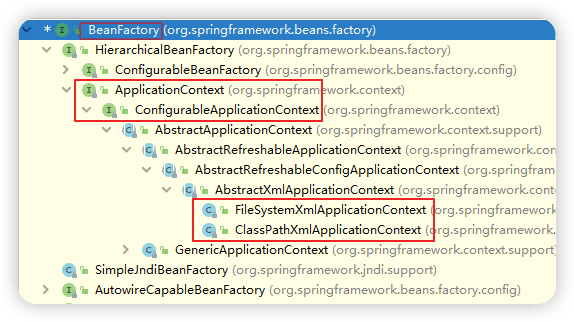 * BeanFactory (org.springframework.beans.factory)
HierarchicalBeanFactory (org.springframework.beans.factory)
ConfigurableBeanFactory (org.springframework.beans.factory.config)
ApplicationContext (org.springframework.context)
ConfigurableApplicationContext (org.springframework.context)
AbstractApplicationContext (org.springframework.context.support)
AbstractRefreshableApplicationContext (org.springframework.conte
AbstractRefreshableConfigApplicationContext (org.springframew
AbstractXmlApplicationContext (org.springframework.contex
FileSystemXmlApplicationContext (org.springframework.c
ClassPathXmlApplicationContext (org.springframework.co
GenericApplicationContext (org.springframework.context.support)
SimpleJndiBeanFactory (org.springframework.jndi.support)
AutowireCapableBeanFactory (org.springframework.beans.factory.config)